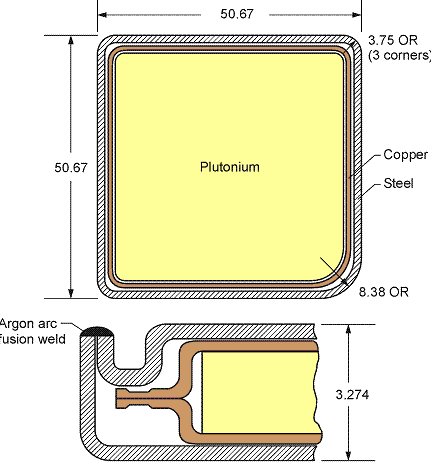 50.67
3.75 OR
(3 corners)
50.67
Plutonium
Copper
Steel
8.38 OR
Argon arc
fusion weld
3.274